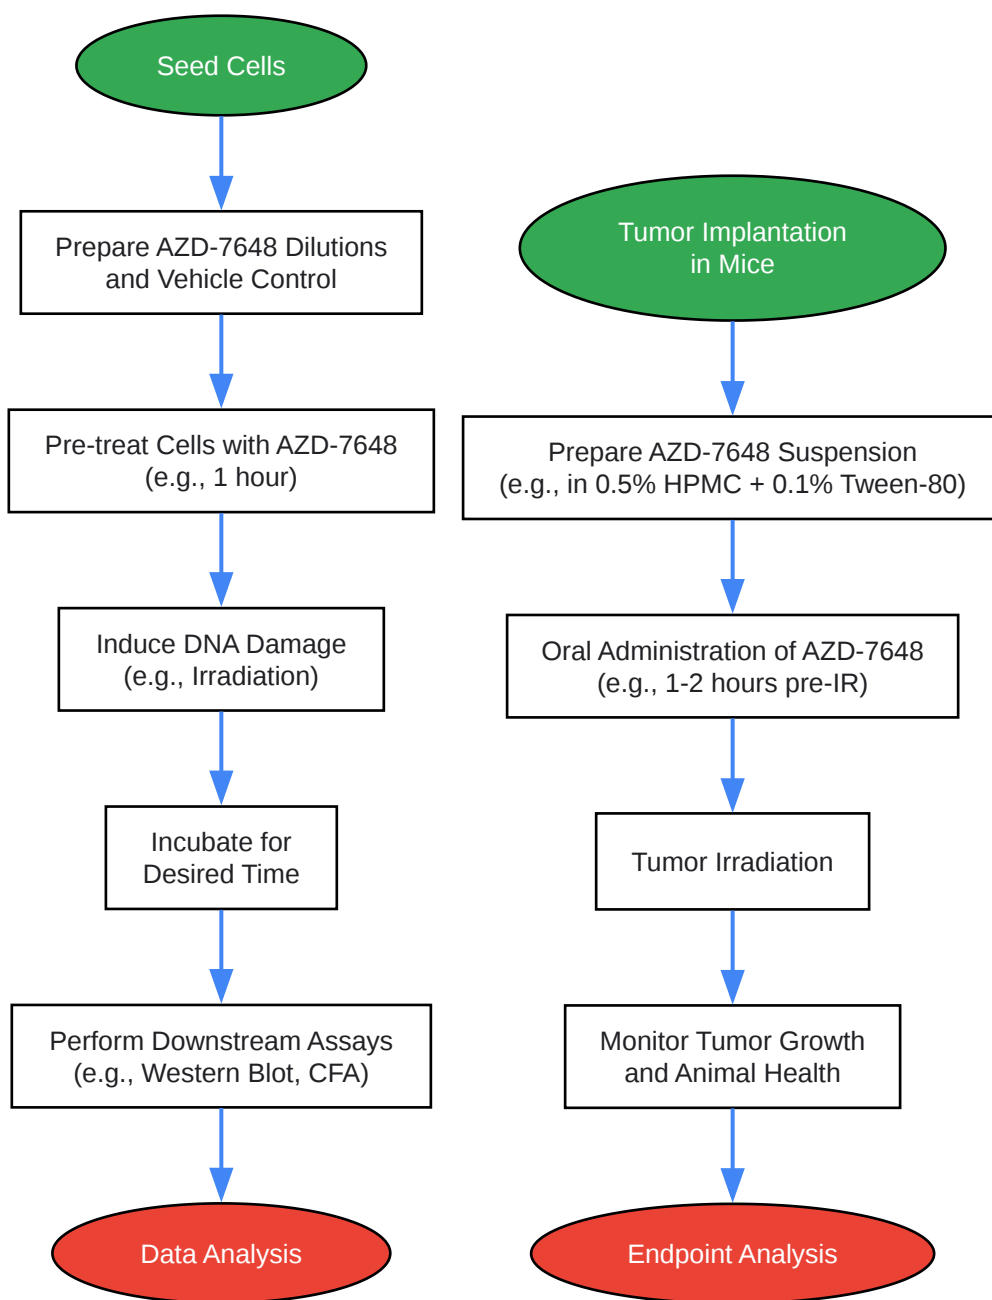 Seed Cells
Prepare AZD-7648 Dilutions
and Vehicle Control
Pre-treat Cells with AZD-7648
(e.g., 1 hour)
Induce DNA Damage
(e.g., Irradiation)
Incubate for
Desired Time
Perform Downstream Assays
(e.g., Western Blot, CFA)
Data Analysis
Tumor Implantation
in Mice
Prepare AZD-7648 Suspension
(e.g., in 0.5% HPMC + 0.1% Tween-80)
Oral Administration of AZD-7648
(e.g., 1-2 hours pre-IR)
Tumor Irradiation
Monitor Tumor Growth
and Animal Health
Endpoint Analysis